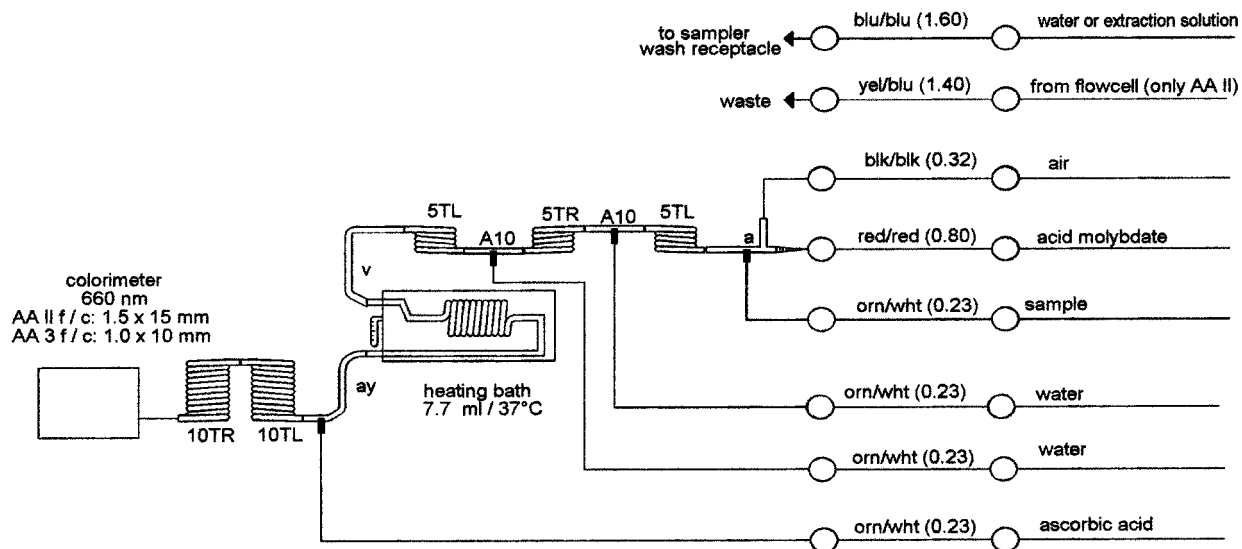 blu/blu (1.60)
water or extraction solution
to sampler
wash receptacle
yel/blu (1.40)
from flowcell (only AA II)
waste
blk/blk (0.32)
air
5TL
A10
5TR
A10
5TL
a
red/red (0.80)
acid molybdate
v
colorimeter
660 nm
AA II f / c: 1.5 x 15 mm
AA 3 f / c: 1.0 x 10 mm
orn/wht (0.23)
sample
ay
heating bath
7.7 ml / 37°C
orn/wht (0.23)
water
10TR
10TL
orn/wht (0.23)
water
orn/wht (0.23)
ascorbic acid